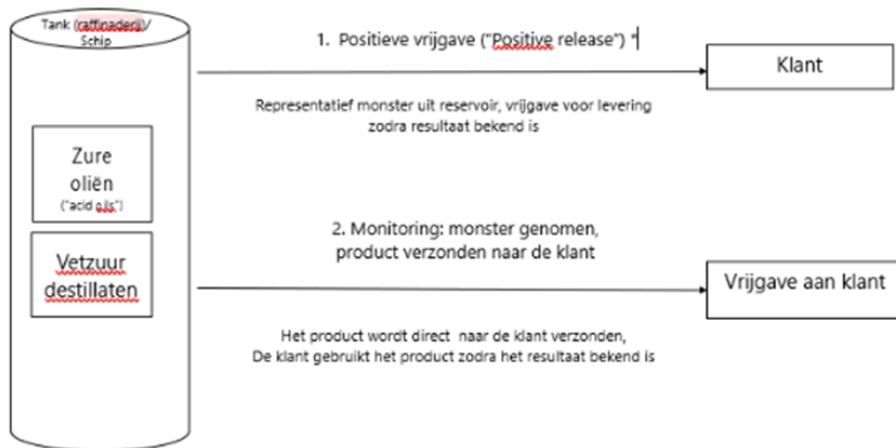 Tank (raffinaderij)/
Schip
1. Positieve vrijgave ("Positive release") *
Klant
Representatief monster uit reservoir, vrijgave voor levering
zodra resultaat bekend is
Zure
oliën
("acid oils")
2. Monitoring: monster genomen,
product verzonden naar de klant
Vetzuur
destillaten
Vrijgave aan klant
Het product wordt direct naar de klant verzonden,
De klant gebruikt het product zodra het resultaat bekend is